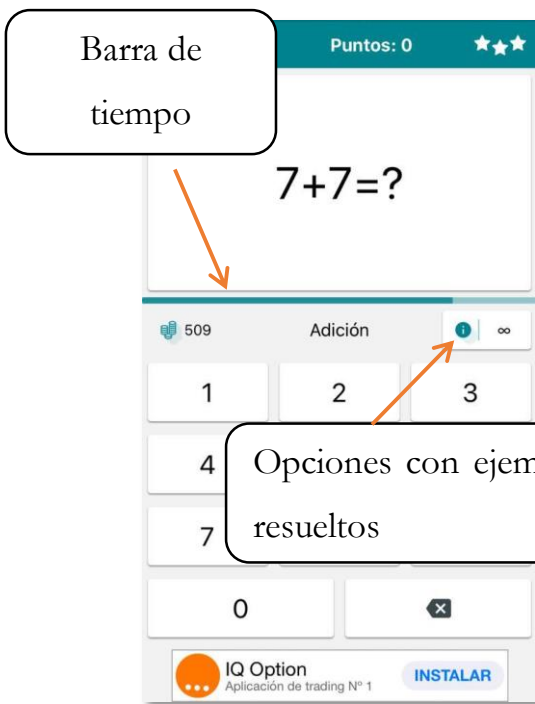 Barra de
tiempo
Puntos: 0
7+7=?
509 Adición ∞
1 2 3
4
Opciones con ejem
resueltos
7
0
IQ Option
Aplicación de trading Nº 1
INSTALAR